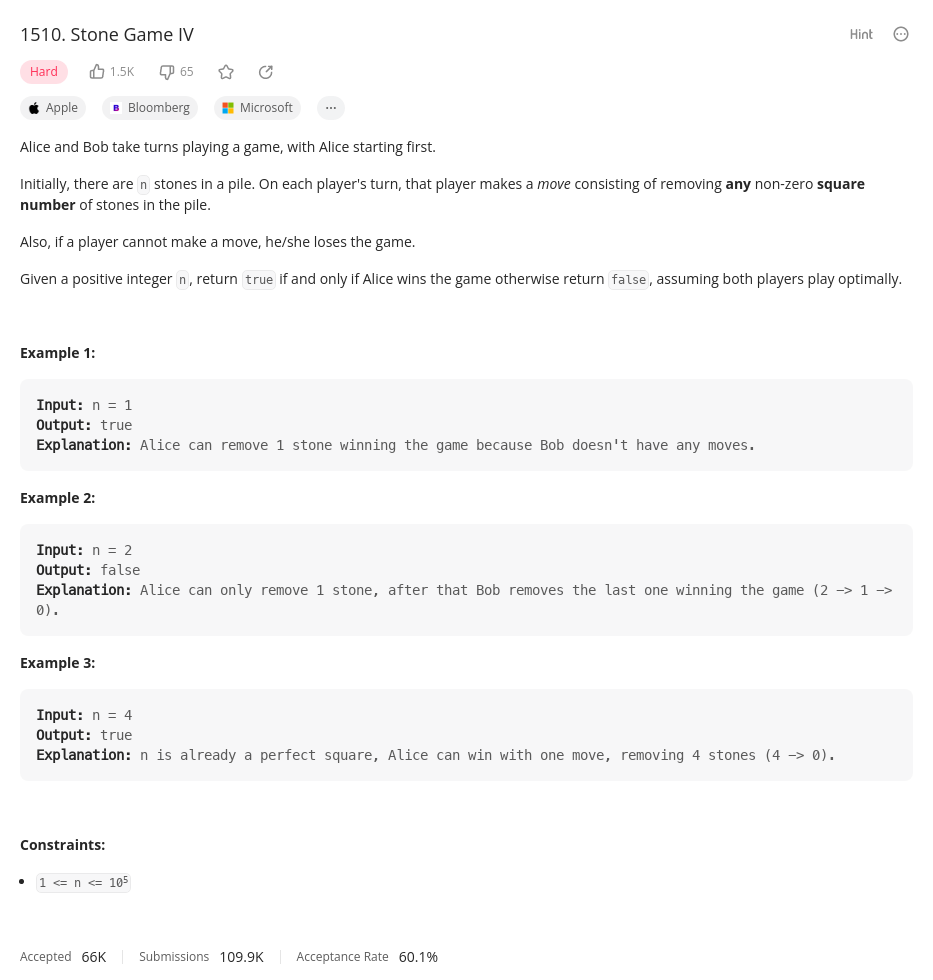 1510. Stone Game IV
Hint
Hard 1.5K 65
Apple B Bloomberg Microsoft ...
Alice and Bob take turns playing a game, with Alice starting first.
Initially, there are n stones in a pile. On each player's turn, that player makes a move consisting of removing any non-zero square
number of stones in the pile.
Also, if a player cannot make a move, he/she loses the game.
Given a positive integer n, return true if and only if Alice wins the game otherwise return false, assuming both players play optimally.
Example 1:
Input: n = 1
Output: true
Explanation: Alice can remove 1 stone winning the game because Bob doesn't have any moves.
Example 2:
Input: n = 2
Output: false
Explanation: Alice can only remove 1 stone, after that Bob removes the last one winning the game (2 -> 1 ->
0).
Example 3:
Input: n = 4
Output: true
Explanation: n is already a perfect square, Alice can win with one move, removing 4 stones (4 -> 0).
Constraints:
• 1 <= n <= 10⁵
Accepted 66K Submissions 109.9K Acceptance Rate 60.1%